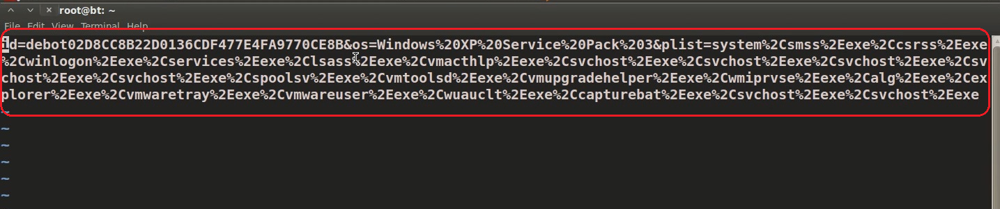 root@bt: ~
File Edit View Terminal Help
id=debot02D8CC8B22D0136CDF477E4FA9770CE8B&os=Windows%20XP%20Service%20Pack%203&plist=system%2Csmss%2Eexe%2Ccsrss%2Eexe
%2Cwinlogon%2Eexe%2Cservices%2Eexe%2Clsass%2Eexe%2Cvmacthlp%2Eexe%2Csvchost%2Eexe%2Csvchost%2Eexe%2Csvchost%2Eexe%2Csv
chost%2Eexe%2Csvchost%2Eexe%2Cspoolsv%2Eexe%2Cvmtoolsd%2Eexe%2Cvmupgradehelper%2Eexe%2Cwmiprvse%2Eexe%2Calg%2Eexe%2Cex
plorer%2Eexe%2Cvmwaretray%2Eexe%2Cvmwareuser%2Eexe%2Cwuauclt%2Eexe%2Ccapturebat%2Eexe%2Csvchost%2Eexe%2Csvchost%2Eexe
~
~
~
~
~
~